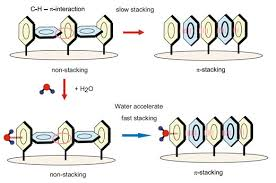 C-H – π-interaction
slow stacking
non-stacking
π-stacking
+ H2O
Water accelerate
fast stacking
non-stacking
π-stacking